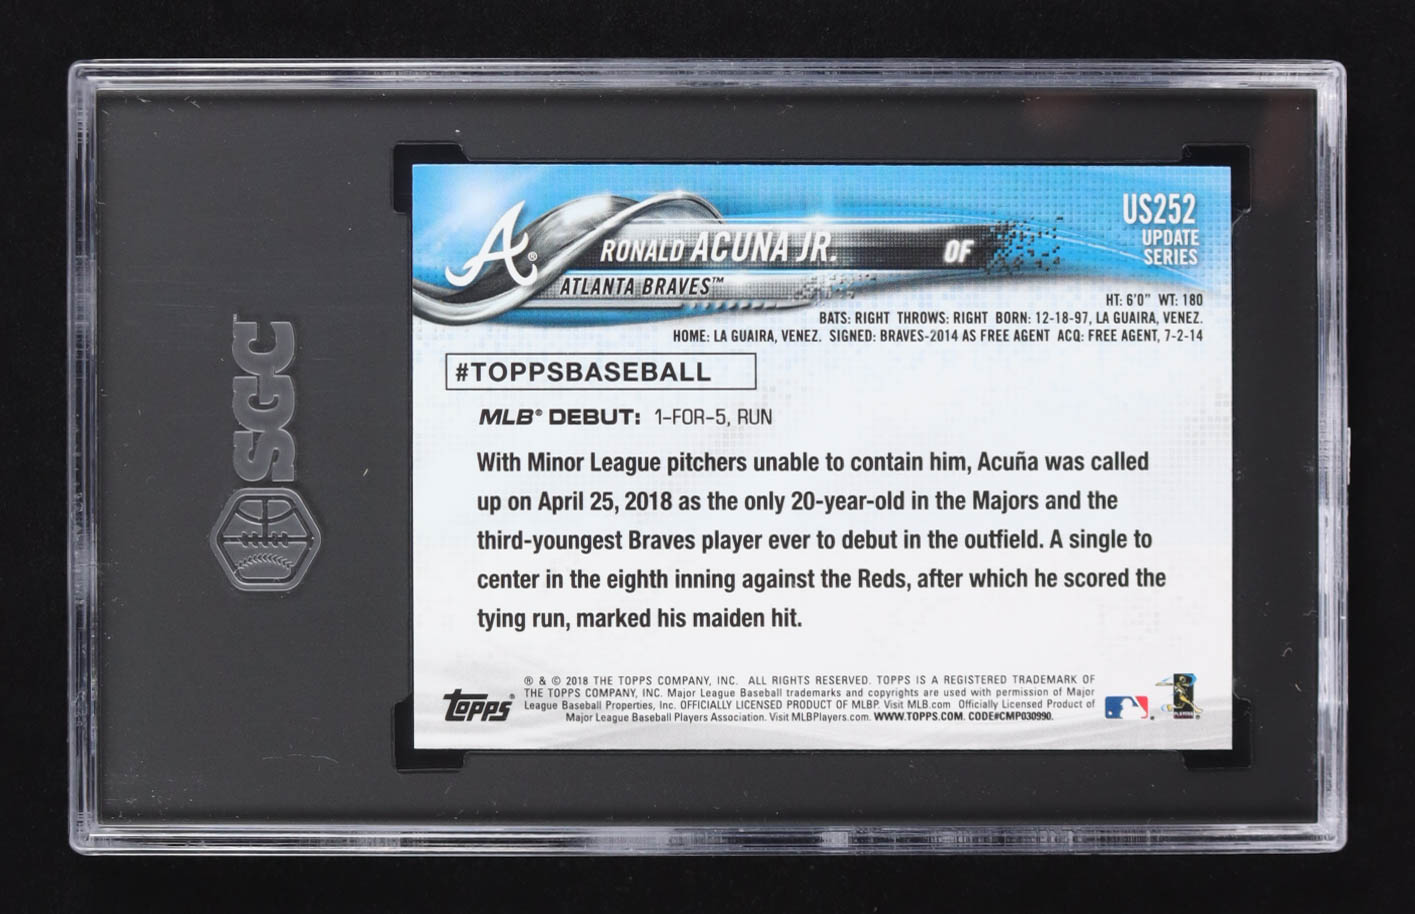 SGC
A®
RONALD ACUNA JR. OF
ATLANTA BRAVES™
US252
UPDATE
SERIES
HT: 6'0" WT: 180
BATS: RIGHT THROWS: RIGHT BORN: 12-18-97, LA GUAIRA, VENEZ.
HOME: LA GUAIRA, VENEZ. SIGNED: BRAVES-2014 AS FREE AGENT ACQ: FREE AGENT, 7-2-14
#TOPPSBASEBALL
MLB® DEBUT: 1-FOR-5, RUN
With Minor League pitchers unable to contain him, Acuña was called
up on April 25, 2018 as the only 20-year-old in the Majors and the
third-youngest Braves player ever to debut in the outfield. A single to
center in the eighth inning against the Reds, after which he scored the
tying run, marked his maiden hit.
Topps®
® & © 2018 THE TOPPS COMPANY, INC. ALL RIGHTS RESERVED. TOPPS IS A REGISTERED TRADEMARK OF
THE TOPPS COMPANY, INC. Major League Baseball trademarks and copyrights are used with permission of Major
League Baseball Properties, Inc. OFFICIALLY LICENSED PRODUCT OF MLBP. Visit MLB.com Officially Licensed Product of
Major League Baseball Players Association. Visit MLBPlayers.com. WWW.TOPPS.COM. CODE#CMP030990.